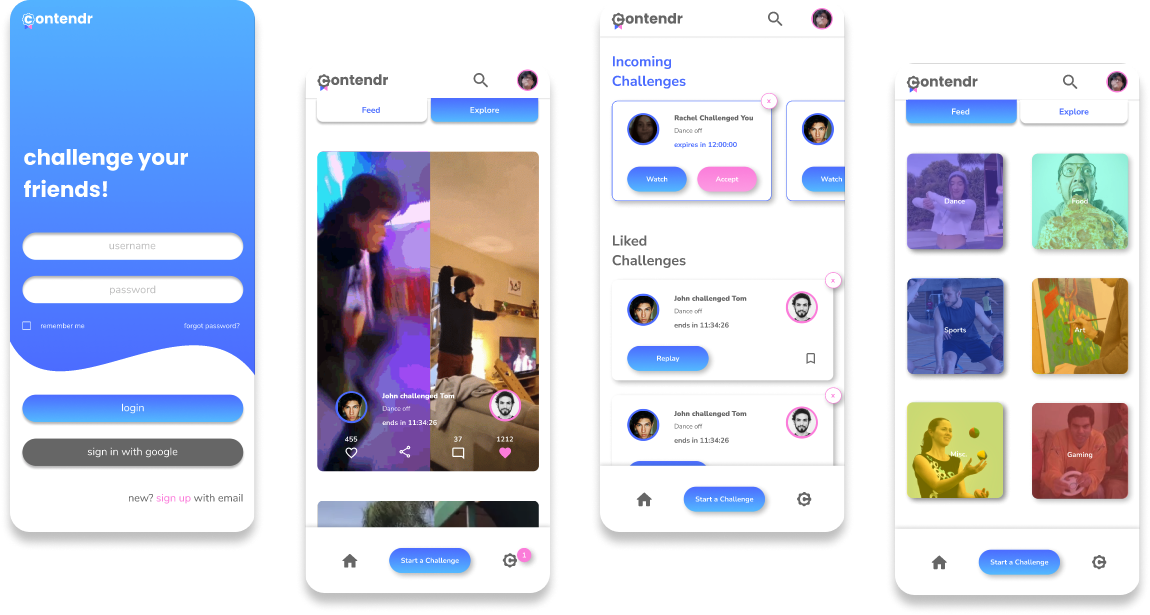 contendr
challenge your
friends!
username
password
remember me
forgot password?
login
sign in with google
new? sign up with email
contendr
Feed
Explore
John challenged Tom
Dance off
ends in 11:34:26
455
37
1212
Start a Challenge
1
contendr
Incoming
Challenges
x
Rachel Challenged You
Dance off
expires in 12:00:00
Watch
Accept
Watch
Liked
Challenges
x
John challenged Tom
Dance off
ends in 11:34:26
Replay
x
John challenged Tom
Dance off
ends in 11:34:26
Start a Challenge
contendr
Feed
Explore
Dance
Food
Sports
Art
Misc.
Gaming
Start a Challenge